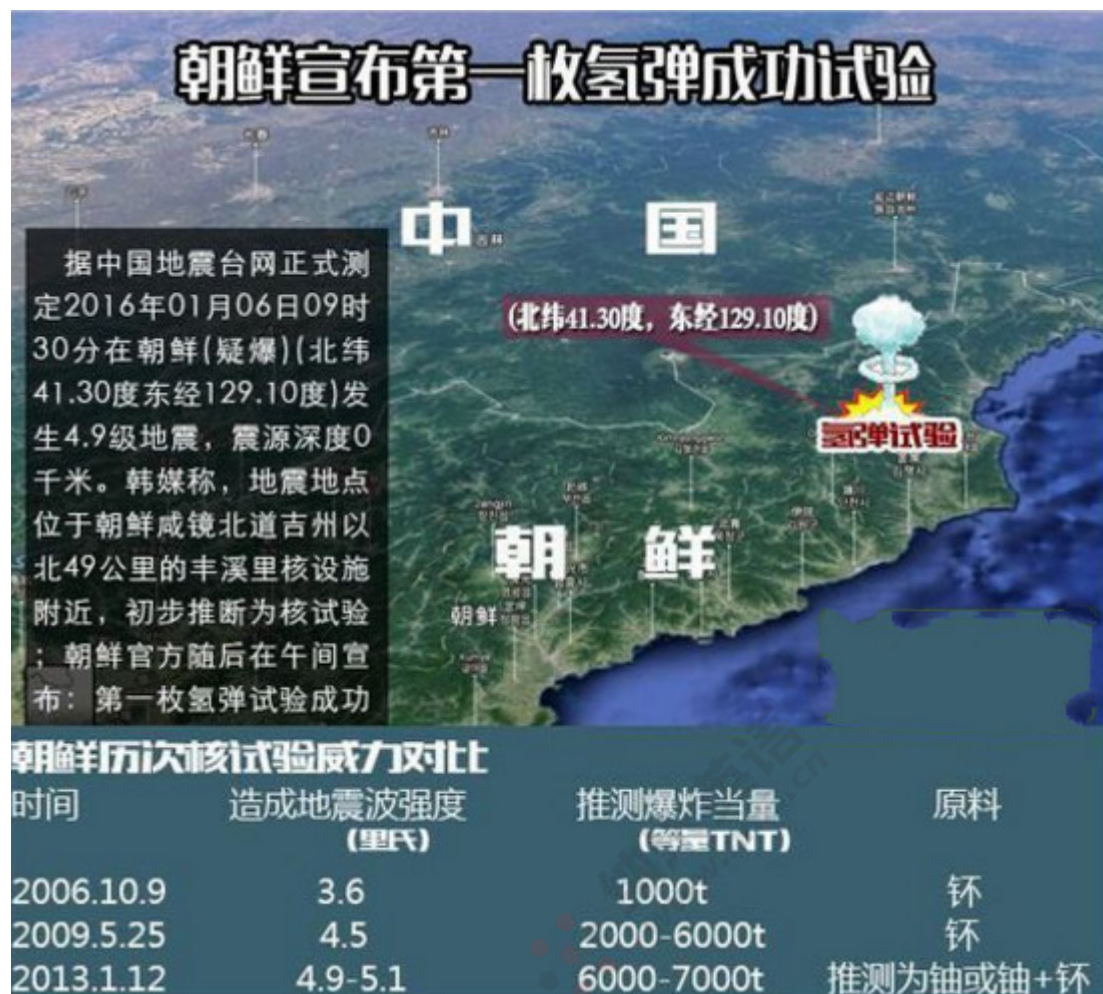 朝鲜宣布第一枚氢弹成功试验
长春
吉林
中国
吉林
据中国地震台网正式测
定2016年01月06日09时
30分在朝鲜(疑爆)(北纬
41.30度东经129.10度)发
生4.9级地震，震源深度0
千米。韩媒称，地震地点
位于朝鲜咸镜北道吉州以
北49公里的丰溪里核设施
附近，初步推断为核试验
；朝鲜官方随后在午间宣
布：第一枚氢弹试验成功
(北纬41.30度，东经129.10度)
氢弹试验
朝鲜
朝鲜
朝鲜历次核试验威力对比
时间 造成地震波强度 推测爆炸当量 原料
(里氏) (等量TNT)
2006.10.9 3.6 1000t 钚
2009.5.25 4.5 2000-6000t 钚
2013.1.12 4.9-5.1 6000-7000t 推测为铀或铀+钚